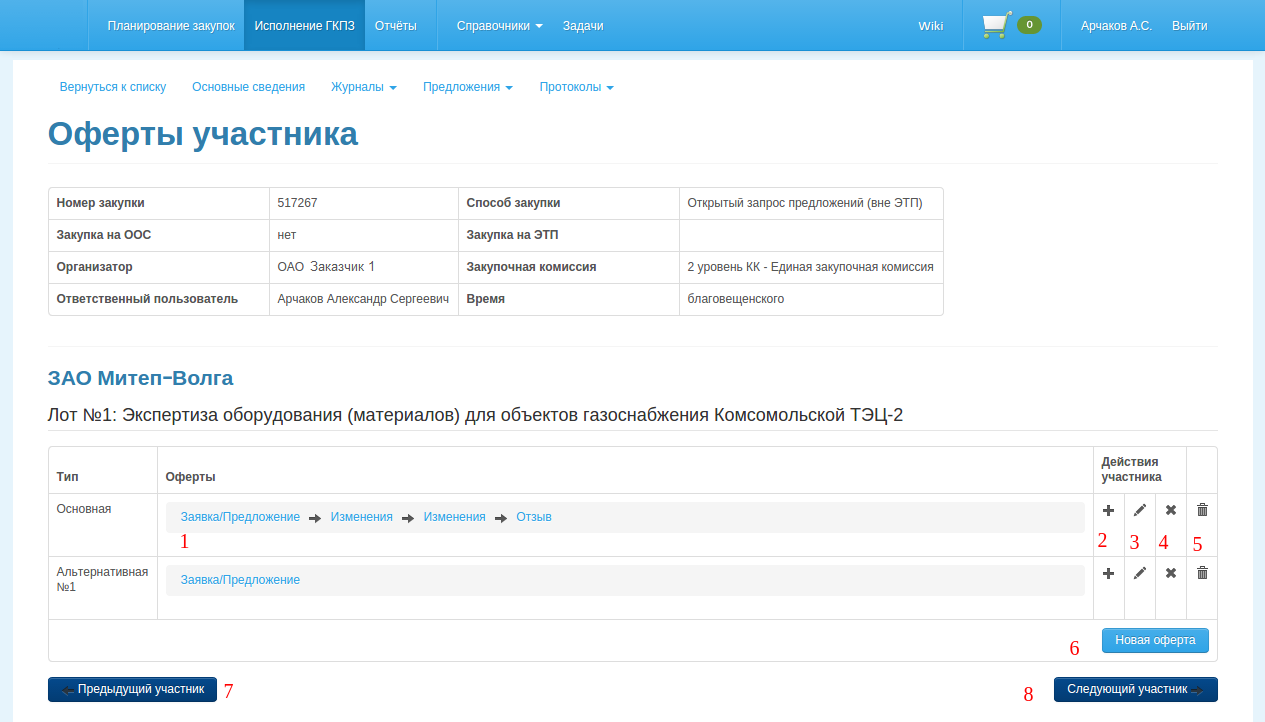 Планирование закупок Исполнение ГКПЗ Отчёты Справочники Задачи Wiki 0 Арчаков А.С. Выйти
Вернуться к списку Основные сведения Журналы Предложения Протоколы
Оферты участника
Номер закупки 517267 Способ закупки Открытый запрос предложений (вне ЭТП)
Закупка на ООС нет Закупка на ЭТП
Организатор ОАО Заказчик 1 Закупочная комиссия 2 уровень КК - Единая закупочная комиссия
Ответственный пользователь Арчаков Александр Сергеевич Время благовещенского
ЗАО Митеп-Волга
Лот №1: Экспертиза оборудования (материалов) для объектов газоснабжения Комсомольской ТЭЦ-2
Тип Оферты Действия
участника
Основная Заявка/Предложение Изменения Изменения Отзыв
1 2 3 4 5
Альтернативная Заявка/Предложение
№1
6 Новая оферта
Предыдущий участник 7 8 Следующий участник